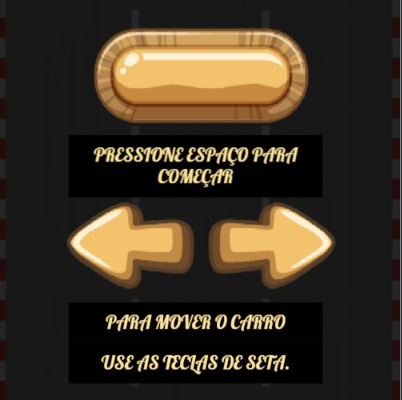 PRESSIONE ESPAÇO PARA
COMEÇAR
PARA MOVER O CARRO
USE AS TECLAS DE SETA.